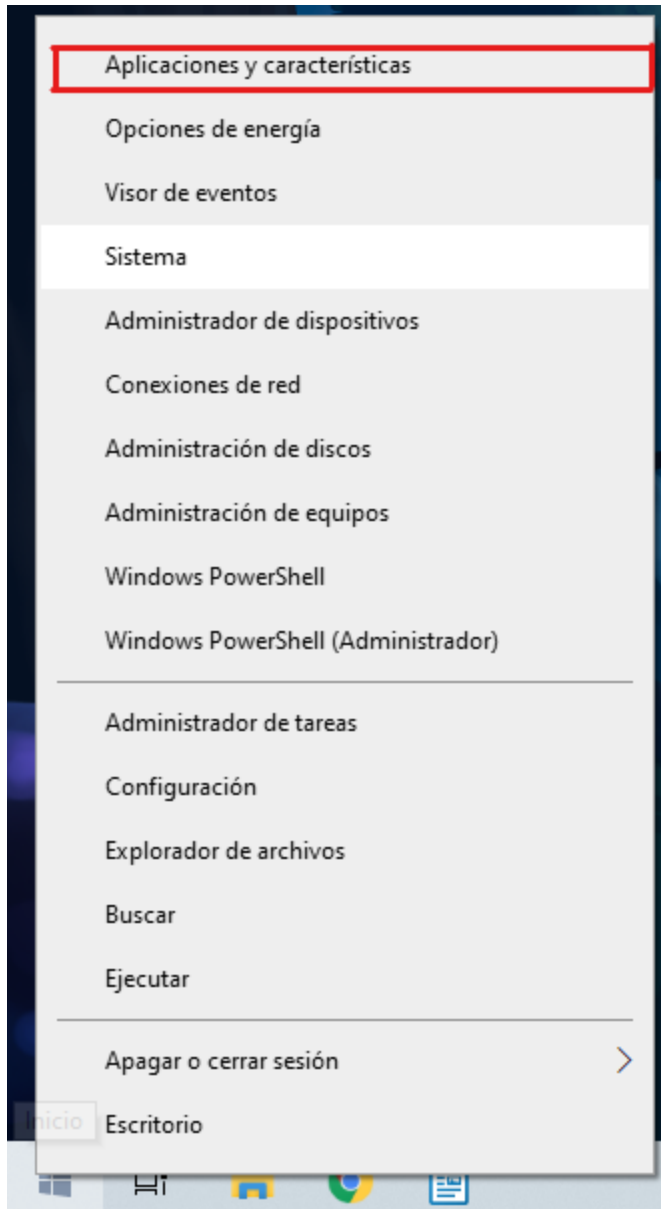 Aplicaciones y características
Opciones de energía
Visor de eventos
Sistema
Administrador de dispositivos
Conexiones de red
Administración de discos
Administración de equipos
Windows PowerShell
Windows PowerShell (Administrador)
Administrador de tareas
Configuración
Explorador de archivos
Buscar
Ejecutar
Apagar o cerrar sesión
Inicio
Escritorio